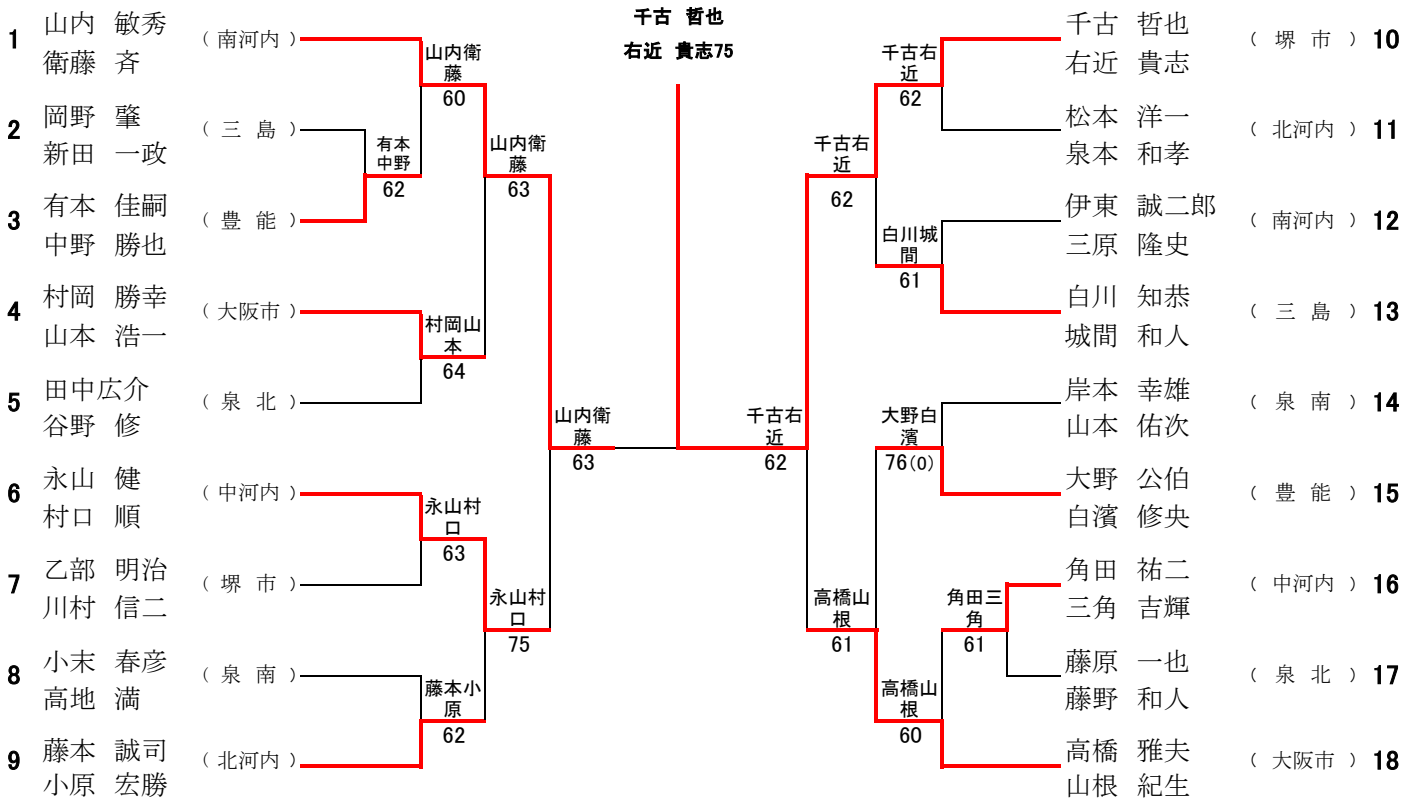 千古 哲也
右近 貴志75
1 山内 敏秀
衛藤 斉
( 南河内 )
2 岡野 肇
新田 一政
( 三 島 )
3 有本 佳嗣
中野 勝也
( 豊 能 )
4 村岡 勝幸
山本 浩一
( 大阪市 )
5 田中広介
谷野 修
( 泉 北 )
6 永山 健
村口 順
( 中河内 )
7 乙部 明治
川村 信二
( 堺 市 )
8 小末 春彦
高地 満
( 泉 南 )
9 藤本 誠司
小原 宏勝
( 北河内 )
有本
中野
62
山内衛
藤
60
村岡山
本
64
永山村
口
63
藤本小
原
62
山内衛
藤
63
永山村
口
75
山内衛
藤
63
千古右
近
62
千古右
近
62
高橋山
根
61
千古右
近
62
白川城
間
61
大野白
濱
76(0)
高橋山
根
60
角田三
角
61
千古 哲也
右近 貴志
( 堺 市 ) 10
松本 洋一
泉本 和孝
( 北河内 ) 11
伊東 誠二郎
三原 隆史
( 南河内 ) 12
白川 知恭
城間 和人
( 三 島 ) 13
岸本 幸雄
山本 佑次
( 泉 南 ) 14
大野 公伯
白濱 修央
( 豊 能 ) 15
角田 祐二
三角 吉輝
( 中河内 ) 16
藤原 一也
藤野 和人
( 泉 北 ) 17
高橋 雅夫
山根 紀生
( 大阪市 ) 18